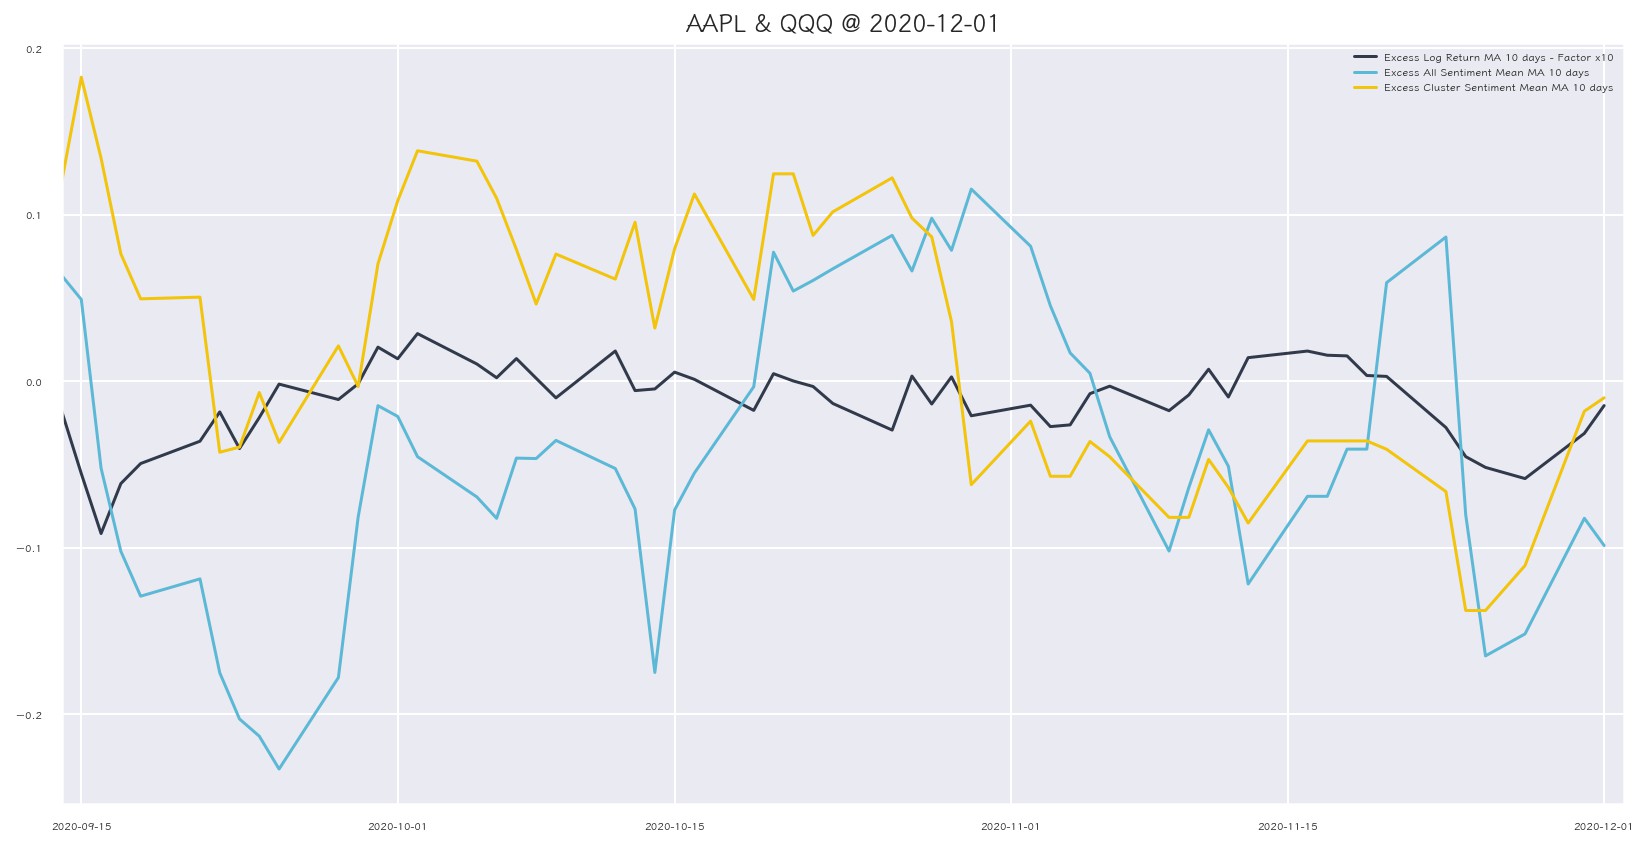 AAPL & QQQ @ 2020-12-01
Excess Log Return MA 10 days - Factor x10
Excess All Sentiment Mean MA 10 days
Excess Cluster Sentiment Mean MA 10 days
0.2
0.1
0.0
−0.1
−0.2
2020-09-15 2020-10-01 2020-10-15 2020-11-01 2020-11-15 2020-12-01